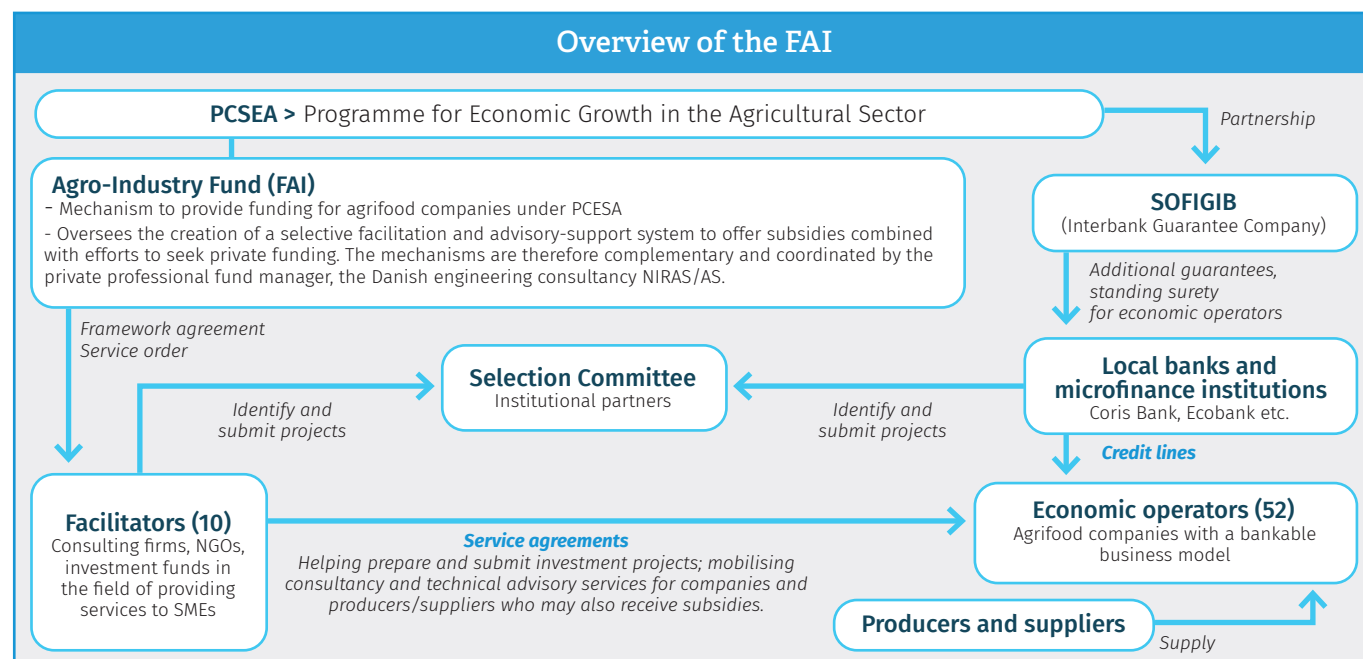 Overview of the FAI
PCSEA > Programme for Economic Growth in the Agricultural Sector
Partnership
Agro-Industry Fund (FAI)
- Mechanism to provide funding for agrifood companies under PCESA
- Oversees the creation of a selective facilitation and advisory-support system to offer subsidies combined
with efforts to seek private funding. The mechanisms are therefore complementary and coordinated by the
private professional fund manager, the Danish engineering consultancy NIRAS/AS.
SOFIGIB
(Interbank Guarantee Company)
Additional guarantees,
standing surety
for economic operators
Framework agreement
Service order
Selection Committee
Institutional partners
Local banks and
microfinance institutions
Coris Bank, Ecobank etc.
Identify and
submit projects
Identify and
submit projects
Credit lines
Facilitators (10)
Consulting firms, NGOs,
investment funds in
the field of providing
services to SMEs
Service agreements
Helping prepare and submit investment projects; mobilising
consultancy and technical advisory services for companies and
producers/suppliers who may also receive subsidies.
Economic operators (52)
Agrifood companies with a bankable
business model
Producers and suppliers
Supply